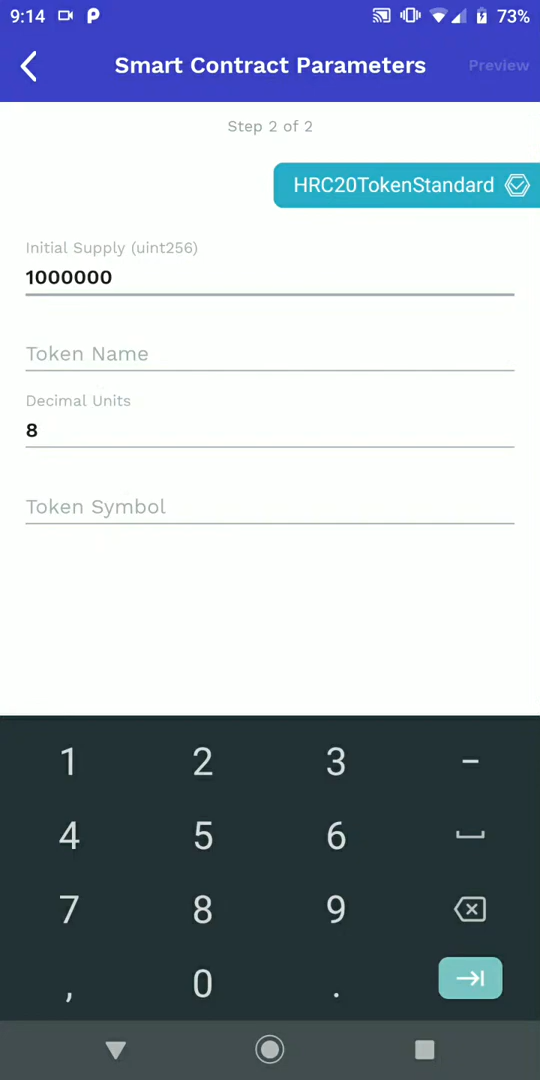 9:14 73%
Smart Contract Parameters Preview
Step 2 of 2
HRC20TokenStandard
Initial Supply (uint256)
1000000
Token Name
Decimal Units
8
Token Symbol
1 2 3 -
4 5 6
7 8 9
, 0 .